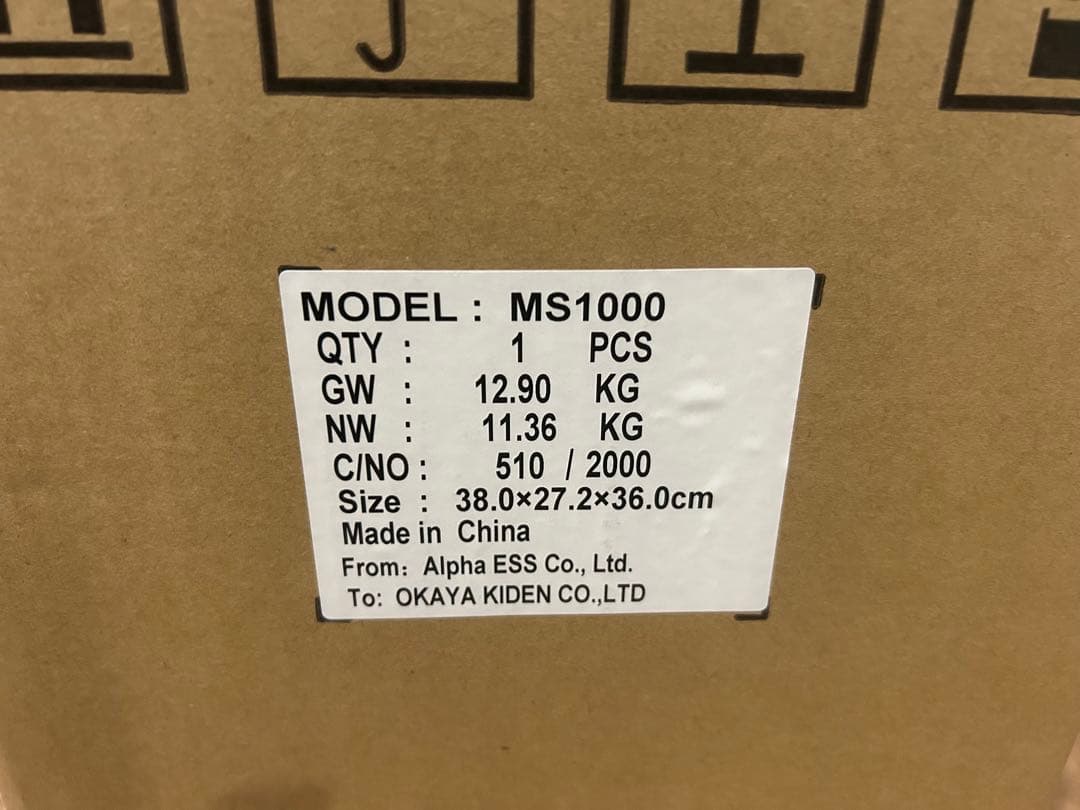 MODEL : MS1000
QTY : 1 PCS
GW : 12.90 KG
NW : 11.36 KG
C/NO : 510 / 2000
Size : 38.0×27.2×36.0cm
Made in China
From: Alpha ESS Co., Ltd.
To: OKAYA KIDEN CO.,LTD